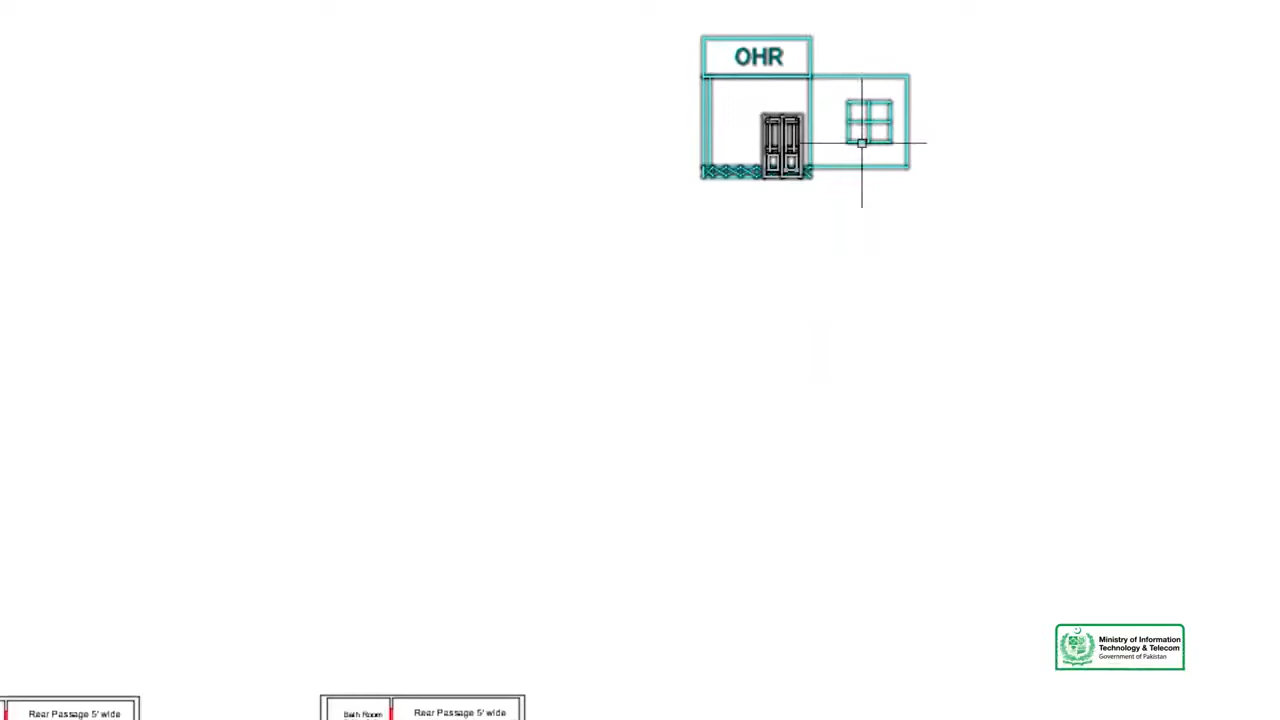 OHR
Ministry of Information
Technology & Telecom
Government of Pakistan
Rear Passage 5' wide
Bath Room
Rear Passage 5' wide